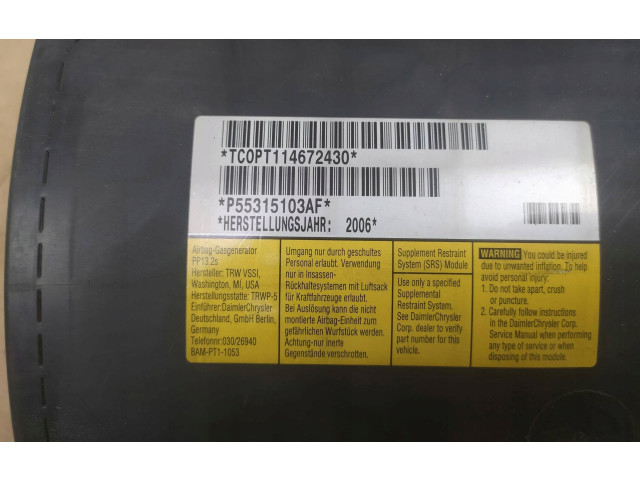 *TCOPT114672430*
*P55315103AF*
*HERSTELLUNGSJAHR: 2006*
Airbag-Gasgenerator
PP13.2s
Hersteller: TRW VSSI,
Washington, MI, USA
Herstellungsstatte: TRWP-5
Einführer:DaimlerChrysler
Deutschland, GmbH Berlin,
Germany
Telefonnr:030/26940
BAM-PT1-1053
Umgang nur durch geschultes
Personal erlaubt. Verwendung
nur in Insassen-
Rückhaltesystemen mit Luftsack
für Kraftfahrzeuge erlaubt.
Bei Auslösung kann die nicht
montierte Airbag-Einheit zum
gefährlichen Wurfstück werden.
Achtung-nur inerte
Gegenstände verschrotten.
Supplement Restraint
System (SRS) Module
Use only a specified
Supplemental
Restraint System.
See DaimlerChrysler
Corp. dealer to verify
part number for this
vehicle.
WARNING You could be injured
due to unwanted inflation. To help
avoid personal injury:
1. Do not take apart, crush
or puncture.
2. Carefully follow instructions
in the DaimlerChrysler Corp.
Service Manual when performing
any type of service or when
disposing of this module.